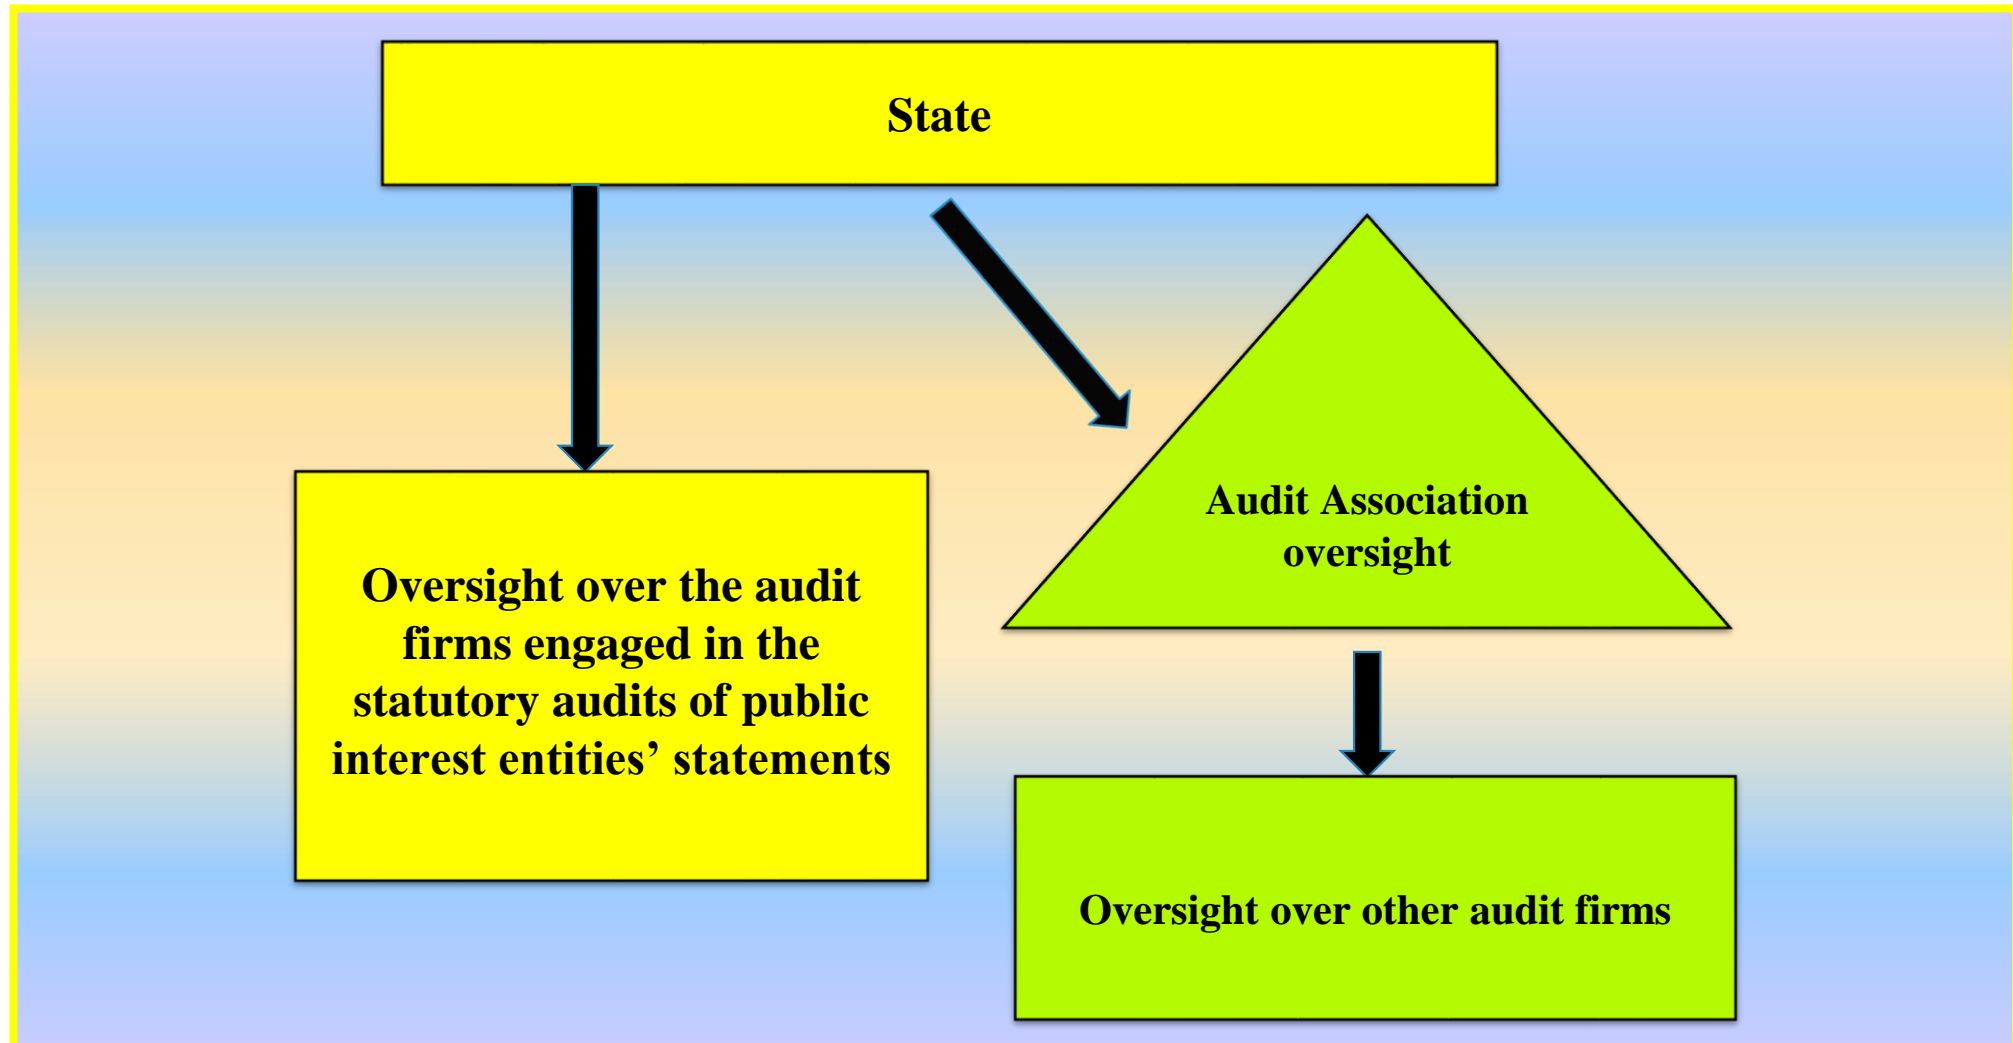 State
Audit Association
oversight
Oversight over the audit
firms engaged in the
statutory audits of public
interest entities’ statements
Oversight over other audit firms